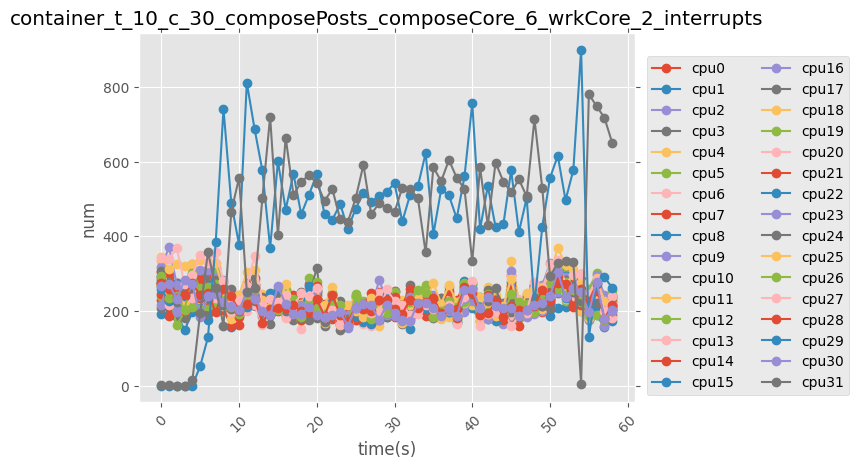 container_t_10_c_30_composePosts_composeCore_6_wrkCore_2_interrupts
num
800
600
400
200
0
0
10
20
30
40
50
60
time(s)
cpu0
cpu1
cpu2
cpu3
cpu4
cpu5
cpu6
cpu7
cpu8
cpu9
cpu10
cpu11
cpu12
cpu13
cpu14
cpu15
cpu16
cpu17
cpu18
cpu19
cpu20
cpu21
cpu22
cpu23
cpu24
cpu25
cpu26
cpu27
cpu28
cpu29
cpu30
cpu31